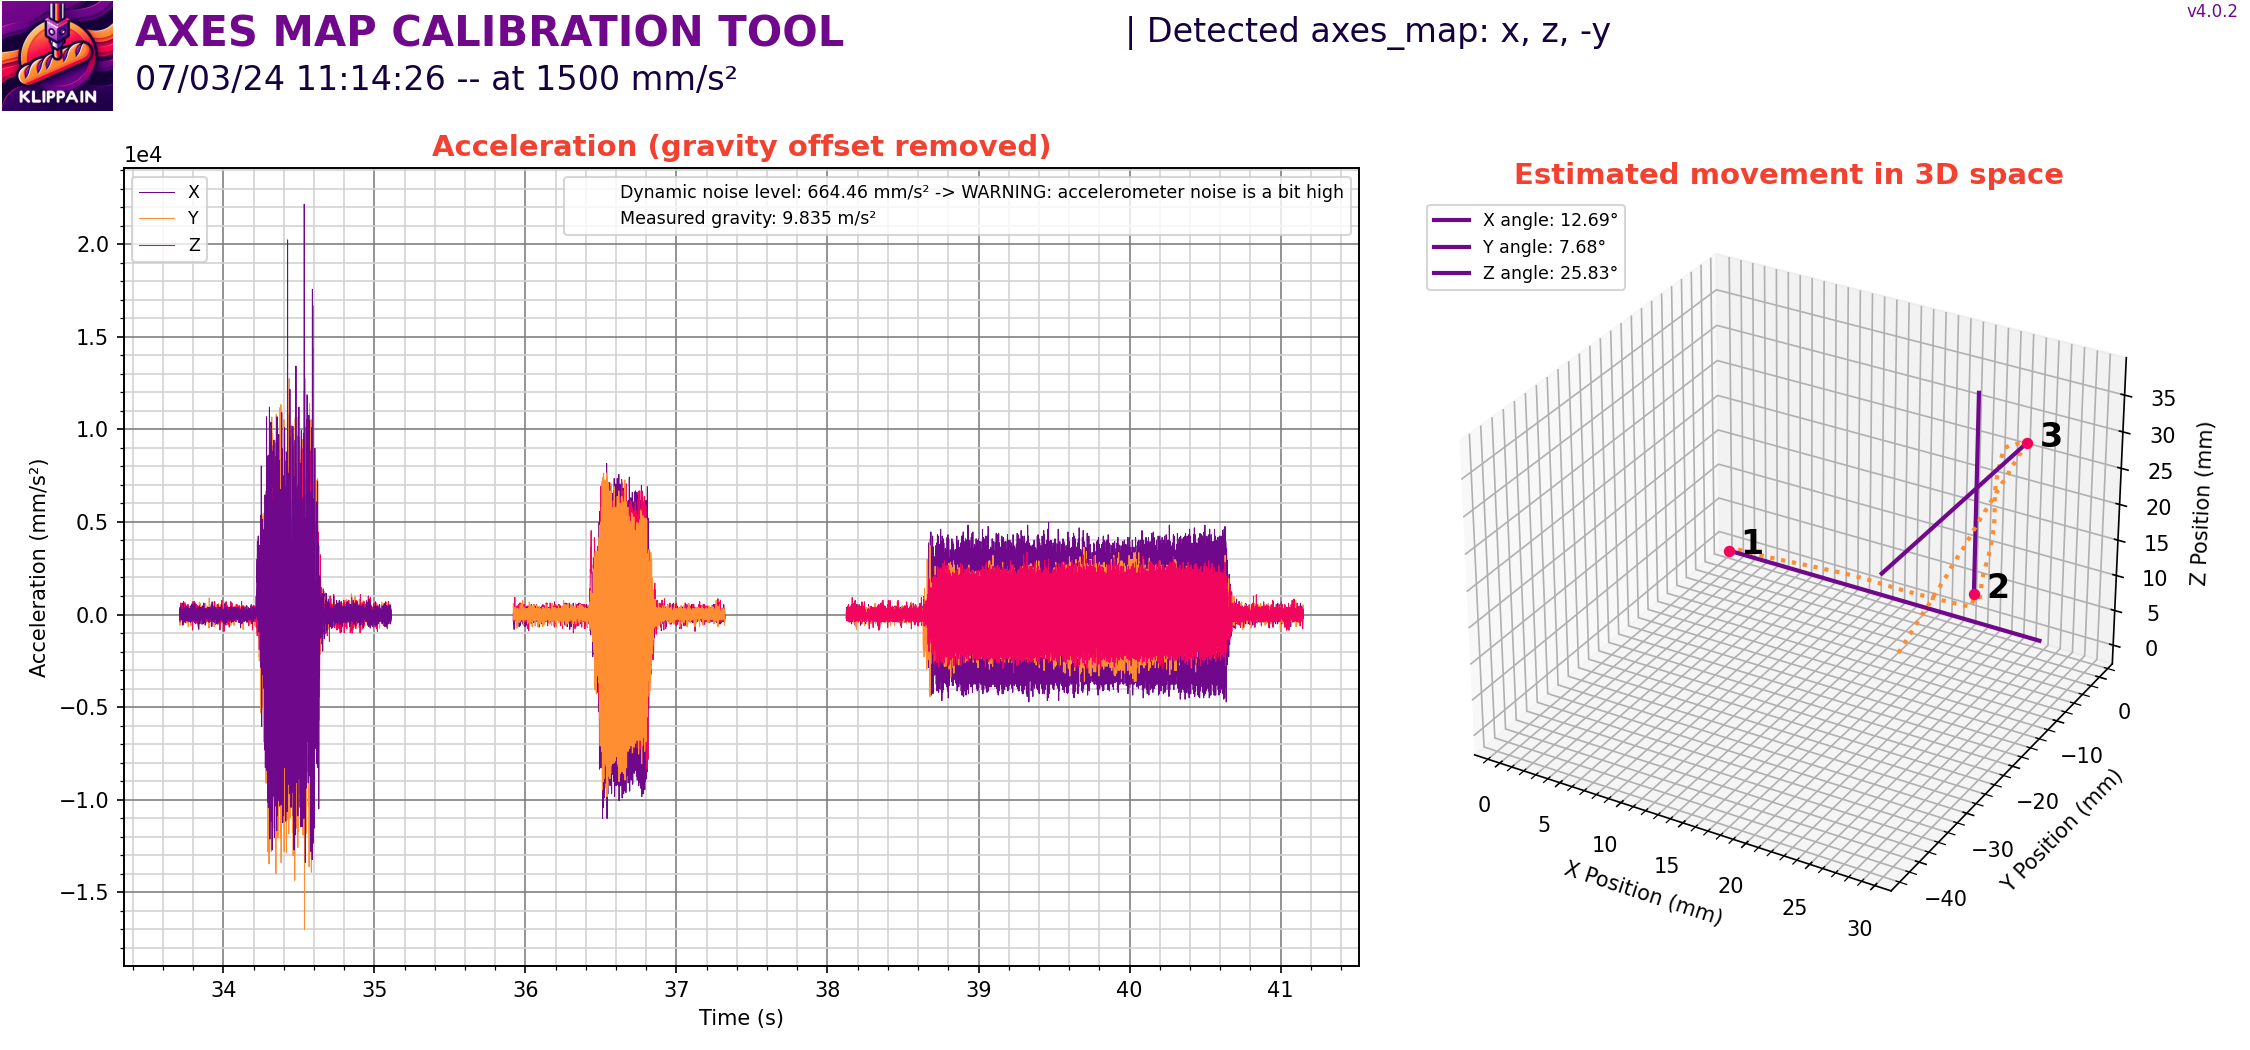 AXES MAP CALIBRATION TOOL
| Detected axes_map: x, z, -y
v4.0.2
07/03/24 11:14:26 -- at 1500 mm/s²
KLIPPAIN
Acceleration (gravity offset removed)
1e4
X
Y
Z
Dynamic noise level: 664.46 mm/s² -> WARNING: accelerometer noise is a bit high
Measured gravity: 9.835 m/s²
2.0
1.5
1.0
0.5
0.0
−0.5
−1.0
−1.5
Acceleration (mm/s²)
34
35
36
37
38
39
40
41
Time (s)
Estimated movement in 3D space
X angle: 12.69°
Y angle: 7.68°
Z angle: 25.83°
1
2
3
35
30
25
20
15
10
5
0
Z Position (mm)
0
−10
−20
−30
−40
Y Position (mm)
0
5
10
15
20
25
30
X Position (mm)